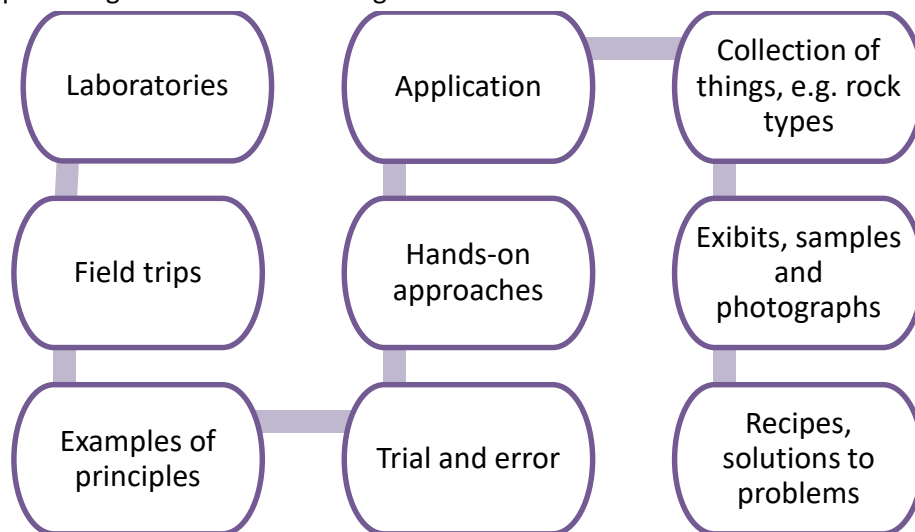 Laboratories
Field trips
Examples of
principles
Trial and error
Hands-on
approaches
Application
Collection of
things, e.g. rock
types
Exibits, samples
and
photographs
Recipes,
solutions to
problems